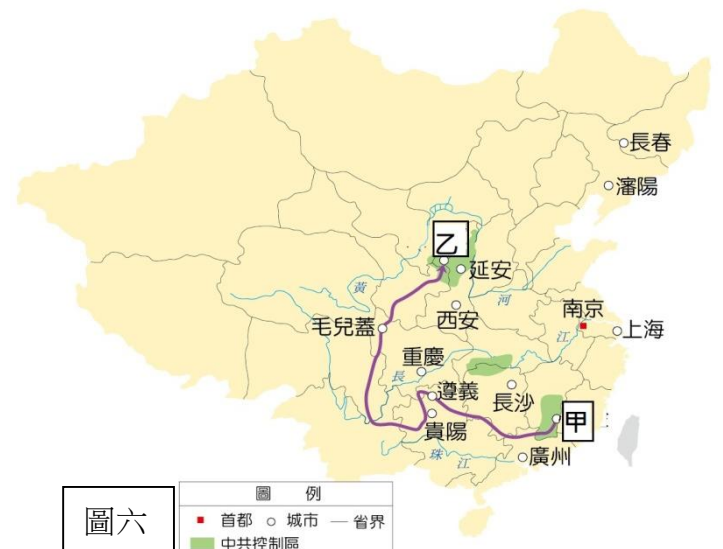 長春
瀋陽
乙
延安
黃
河
毛兒蓋
西安
南京
江
上海
重慶
長
遵義
長沙
甲
貴陽
珠
江
廣州
圖六
圖 例
首都 城市 省界
中共控制區